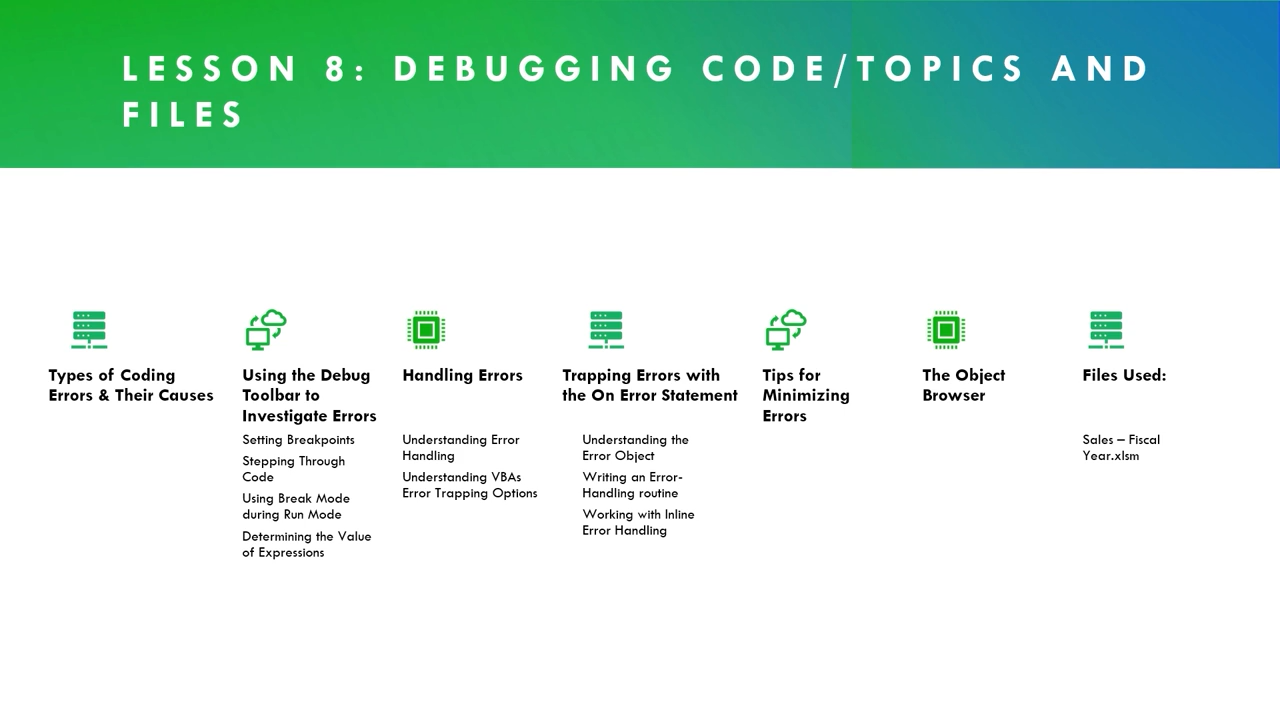 LESSON 8: DEBUGGING CODE/TOPICS AND
FILES
Types of Coding
Errors & Their Causes
Using the Debug
Toolbar to
Investigate Errors
Setting Breakpoints
Stepping Through
Code
Using Break Mode
during Run Mode
Determining the Value
of Expressions
Handling Errors
Understanding Error
Handling
Understanding VBAs
Error Trapping Options
Trapping Errors with
the On Error Statement
Understanding the
Error Object
Writing an Error-
Handling routine
Working with Inline
Error Handling
Tips for
Minimizing
Errors
The Object
Browser
Files Used:
Sales – Fiscal
Year.xlsm